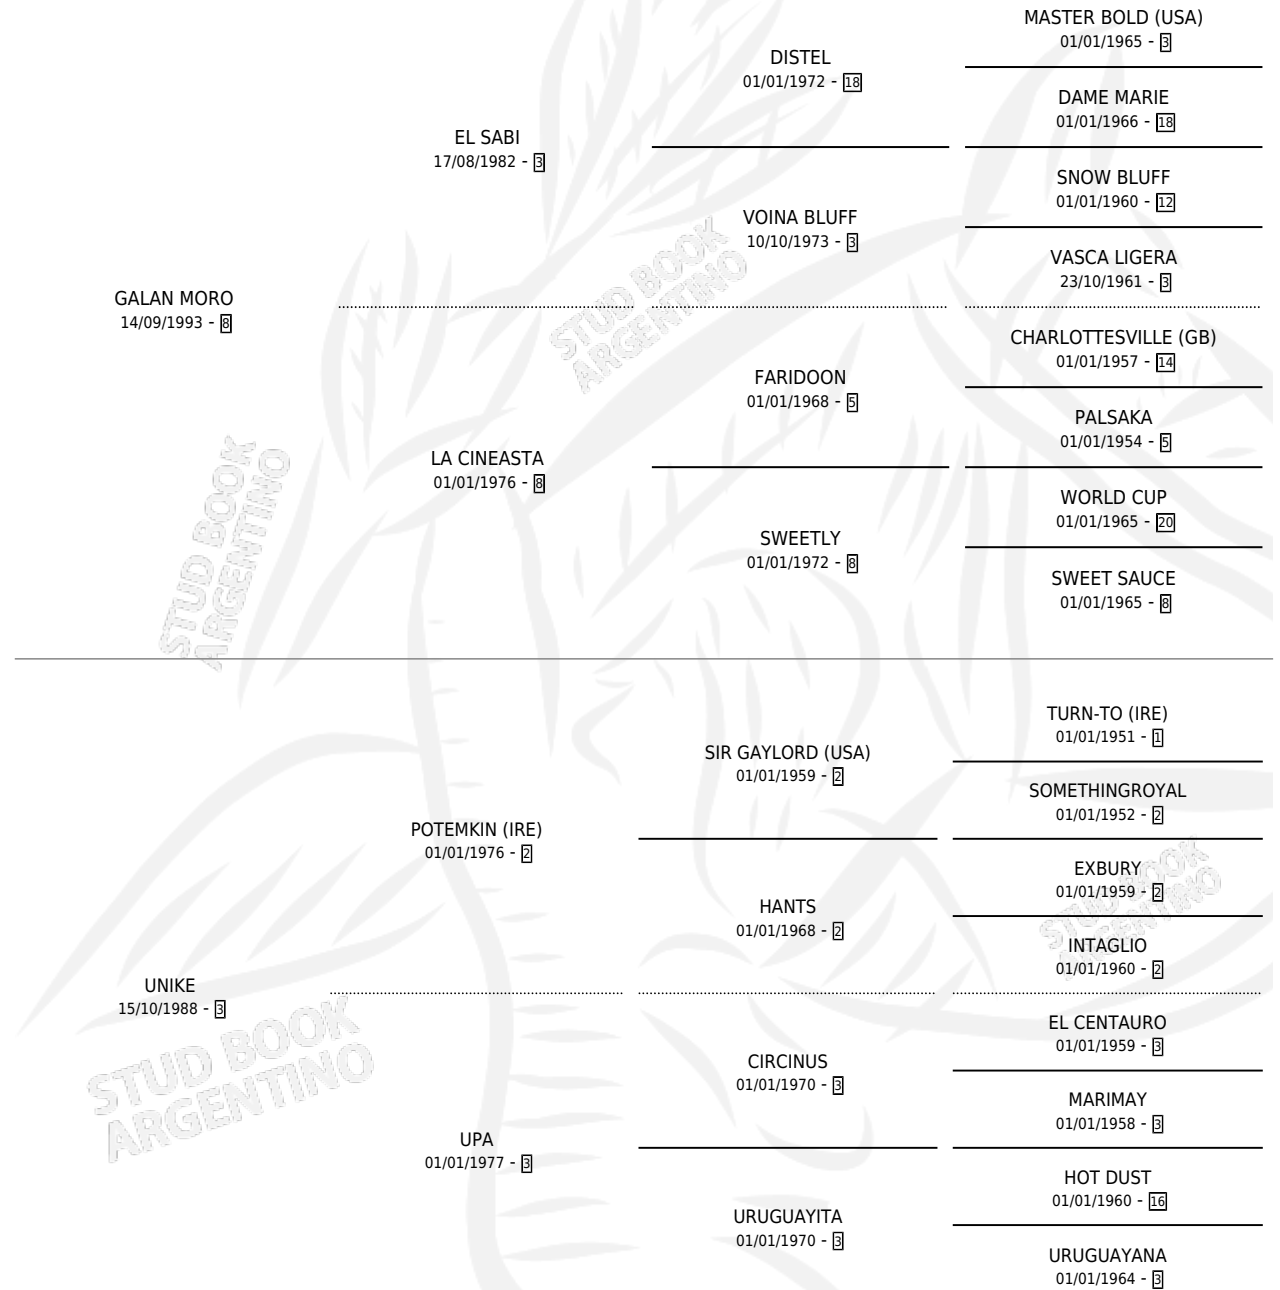 MASTER BOLD (USA)
01/01/1965 - 3
DISTEL
01/01/1972 - 18
DAME MARIE
01/01/1966 - 18
EL SABI
17/08/1982 - 3
SNOW BLUFF
01/01/1960 - 12
VOINA BLUFF
10/10/1973 - 3
VASCA LIGERA
23/10/1961 - 3
GALAN MORO
14/09/1993 - 8
CHARLOTTESVILLE (GB)
01/01/1957 - 14
FARIDOON
01/01/1968 - 5
PALSAKA
01/01/1954 - 5
LA CINEASTA
01/01/1976 - 8
WORLD CUP
01/01/1965 - 20
SWEETLY
01/01/1972 - 8
SWEET SAUCE
01/01/1965 - 8
STUD BOOK
ARGENTINO
STUD BOOK
ARGENTINO
TURN-TO (IRE)
01/01/1951 - 1
SIR GAYLORD (USA)
01/01/1959 - 2
SOMETHINGROYAL
01/01/1952 - 2
POTEMKIN (IRE)
01/01/1976 - 2
EXBURY
01/01/1959 - 2
HANTS
01/01/1968 - 2
INTAGLIO
01/01/1960 - 2
UNIKE
15/10/1988 - 3
EL CENTAURO
01/01/1959 - 3
CIRCINUS
01/01/1970 - 3
MARIMAY
01/01/1958 - 3
UPA
01/01/1977 - 3
HOT DUST
01/01/1960 - 16
URUGUAYITA
01/01/1970 - 3
URUGUAYANA
01/01/1964 - 3
STUD BOOK
ARGENTINO
STUD BOOK
ARGENTINO